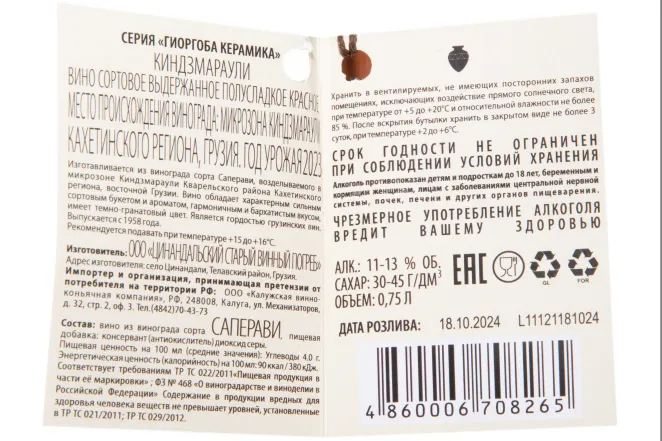 СЕРИЯ «ГИОРГОБА КЕРАМИКА»
КИНДЗМАРАУЛИ
ВИНО СОРТОВОЕ ВЫДЕРЖАННОЕ ПОЛУСЛАДКОЕ КРАСНОЕ
МЕСТО ПРОИСХОЖДЕНИЯ ВИНОГРАДА: МИКРОЗОНА КИНДЗМАРАУЛИ
КАХЕТИНСКОГО РЕГИОНА, ГРУЗИЯ. ГОД УРОЖАЯ 2023
Изготавливается из винограда сорта Саперави, возделываемого в
микрозоне Киндзмараули Кварельского района Кахетинского
региона, восточной Грузии. Вино обладает характерным сильным
сортовым букетом и ароматом, гармоничным и бархатистым вкусом,
имеет темно-гранатовый цвет. Является гордостью грузинских вин.
Выпускается с 1958 года.
Рекомендуется подавать при температуре +15 до +16°С.
Изготовитель: ООО «ЦИНАНДАЛЬСКИЙ СТАРЫЙ ВИННЫЙ ПОГРЕБ»
Адрес изготовителя: село Цинандали, Телавский район, Грузия.
Импортер и организация, принимающая претензии от
потребителя на территории РФ: ООО «Калужская винно-
коньячная компания», РФ, 248000, Калуга, ул. Механизаторов,
д. 32, стр. 2, оф. 3. Тел.(4842)70-43-73
Состав: вино из винограда сорта САПЕРАВИ, пищевая
добавка: консервант (антиокислитель) диоксид серы.
Пищевая ценность на 100 мл (средние значения): Углеводы 4.0 г.
Энергетическая ценность (калорийность) на 100 мл: 90 ккал / 380 кДж.
Соответствует требованиям ТР ТС 022/2011«Пищевая продукция в
части её маркировки» ; ФЗ № 468 «О виноградарстве и виноделии в
Российской Федерации» Содержание в продукции вредных для
здоровья человека веществ не превышает уровней, установленные
в ТР ТС 021/2011; ТР ТС 029/2012.
Хранить в вентилируемых, не имеющих посторонних запахов
помещениях, исключающих воздействие прямого солнечного света,
при температуре от +5 до +20°С и относительной влажности не более
85 %. После вскрытия бутылки хранить в закрытом виде не более 3
суток, при температуре +2 до +6°С.
СРОК ГОДНОСТИ НЕ ОГРАНИЧЕН
ПРИ СОБЛЮДЕНИИ УСЛОВИЙ ХРАНЕНИЯ
Алкоголь противопоказан детям и подросткам до 18 лет, беременным и
кормящим женщинам, лицам с заболеваниями центральной нервной
системы, почек, печени и других органов пищеварения.
ЧРЕЗМЕРНОЕ УПОТРЕБЛЕНИЕ АЛКОГОЛЯ
ВРЕДИТ ВАШЕМУ ЗДОРОВЬЮ
АЛК.: 11-13 % ОБ.
САХАР: 30-45 Г/ДМ³
ОБЪЕМ: 0,75 Л
EAC
GL
FOR
ДАТА РОЗЛИВА: 18.10.2024 L11121181024
4 860006 708265